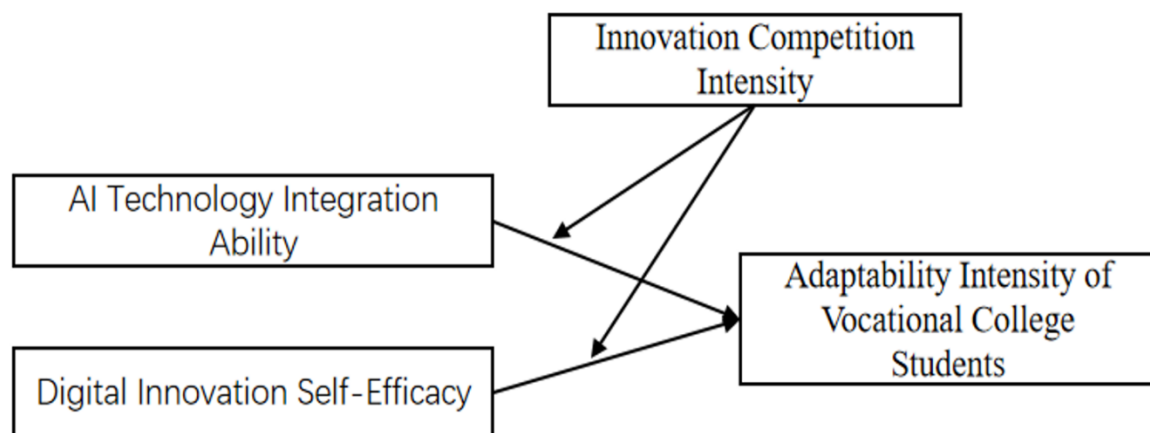 Innovation Competition
Intensity
AI Technology Integration
Ability
Adaptability Intensity of
Vocational College
Students
Digital Innovation Self-Efficacy